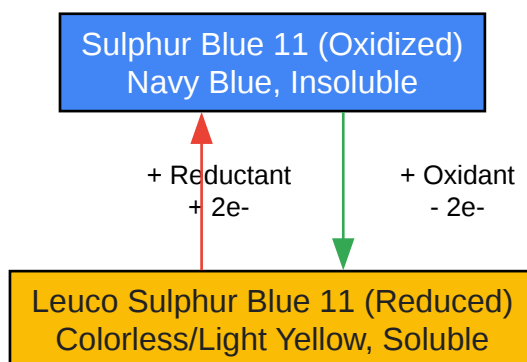 Sulphur Blue 11 (Oxidized)
Navy Blue, Insoluble
+ Reductant
+ 2e-
+ Oxidant
- 2e-
Leuco Sulphur Blue 11 (Reduced)
Colorless/Light Yellow, Soluble